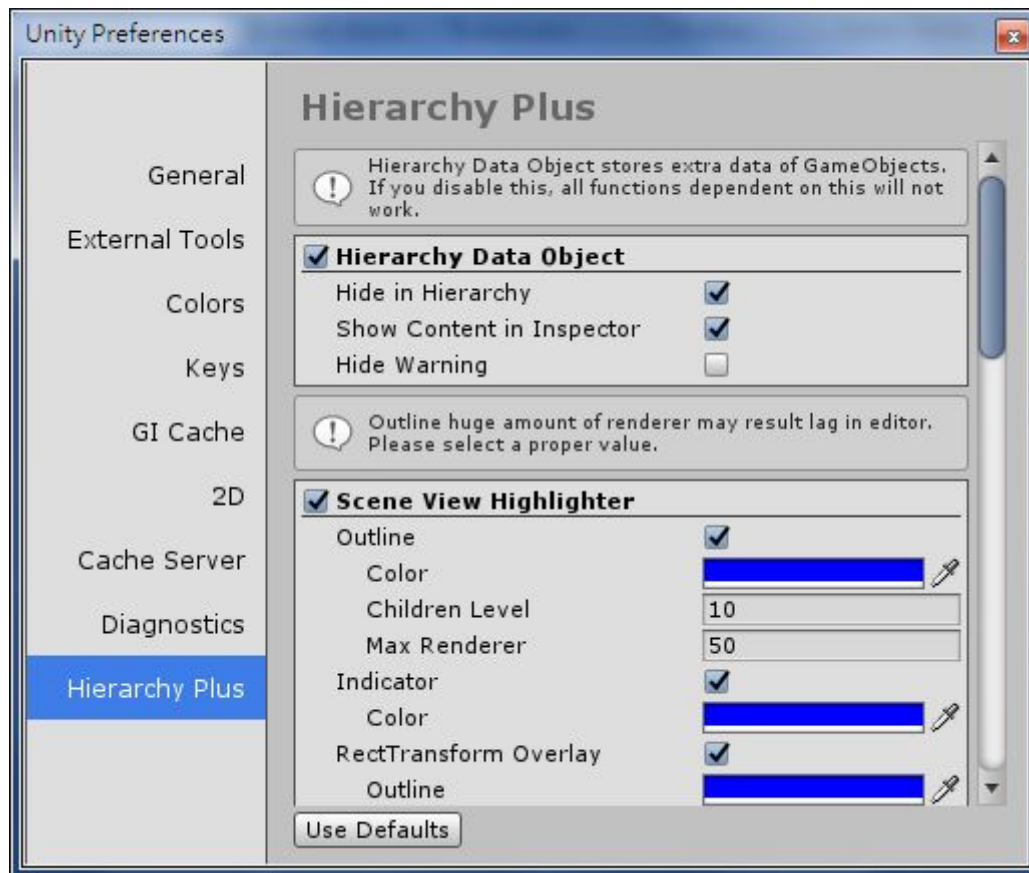 Unity Preferences
General
External Tools
Colors
Keys
GI Cache
2D
Cache Server
Diagnostics
Hierarchy Plus
Hierarchy Plus
Hierarchy Data Object stores extra data of GameObjects.
If you disable this, all functions dependent on this will not
work.
Hierarchy Data Object
Hide in Hierarchy
Show Content in Inspector
Hide Warning
Outline huge amount of renderer may result lag in editor.
Please select a proper value.
Scene View Highlighter
Outline
Color
Children Level 10
Max Renderer 50
Indicator
Color
RectTransform Overlay
Outline
Use Defaults